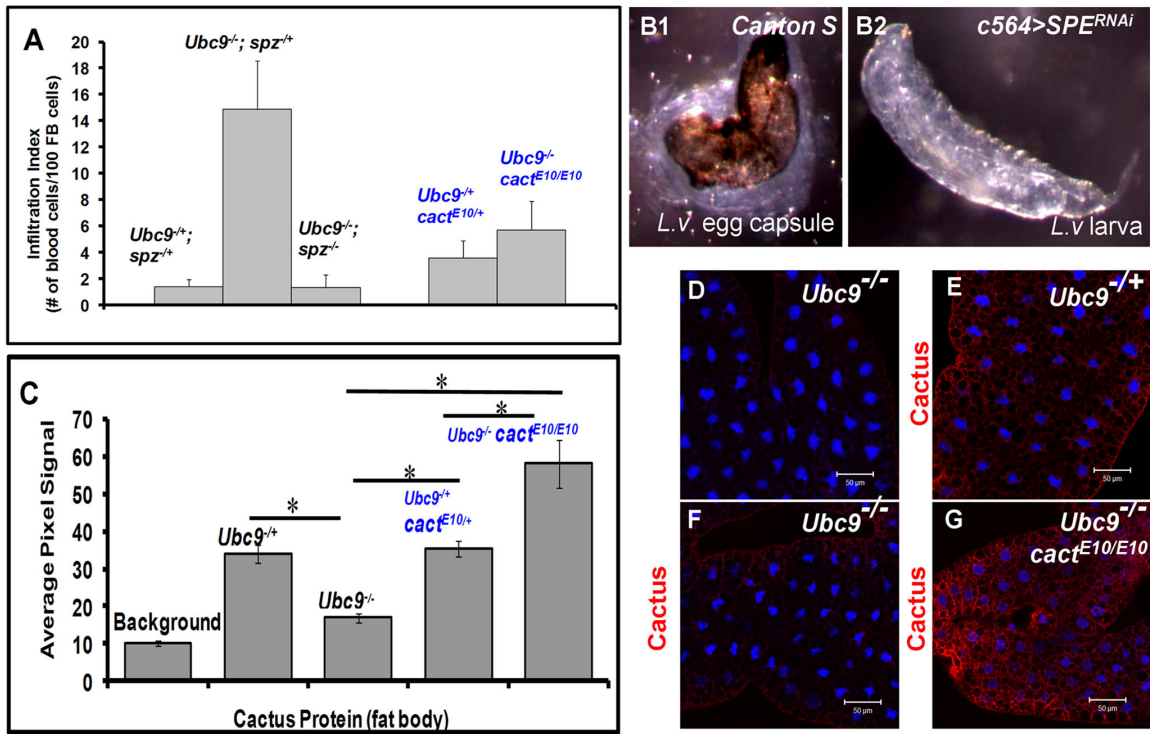 A
Infiltration Index
(# of blood cells/100 FB cells)
20
18
16
14
12
10
8
6
4
2
0
Ubc9-/-; spz-/+
Ubc9-/+;
spz-/+
Ubc9-/-;
spz-/-
Ubc9-/+
cactE10/+
Ubc9-/-
cactE10/E10
B1
Canton S
L.v. egg capsule
B2
c564>SPERNAi
L.v larva
C
Average Pixel Signal
70
60
50
40
30
20
10
0
Background
Ubc9-/+
*
Ubc9-/-
*
Ubc9-/+
cactE10/+
*
*
Ubc9-/- cactE10/E10
Cactus Protein (fat body)
D
Ubc9-/-
50 µm
Cactus
E
Ubc9-/+
50 µm
Cactus
F
Ubc9-/-
50 µm
Cactus
G
Ubc9-/-
cactE10/E10
50 µm